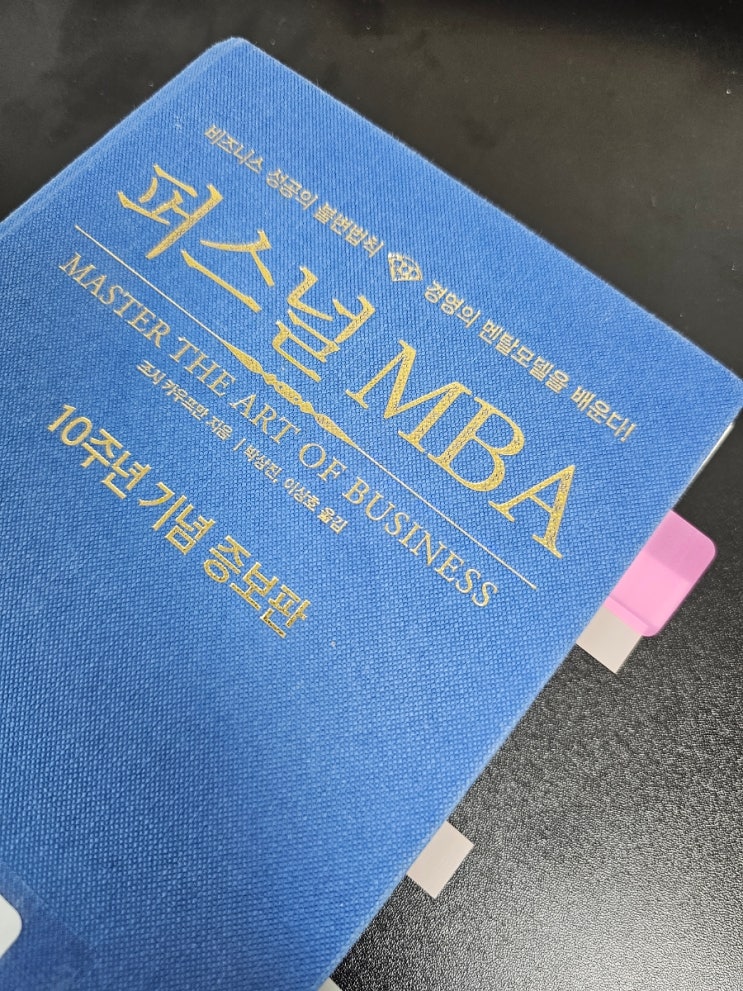 비즈니스 성공의 불변법칙 경영의 멘탈모델을 배운다!
퍼스널 MBA
MASTER THE ART OF BUSINESS
조시 카우프만 지음 | 박상진, 이상호 옮김
10주년 기념 증보판